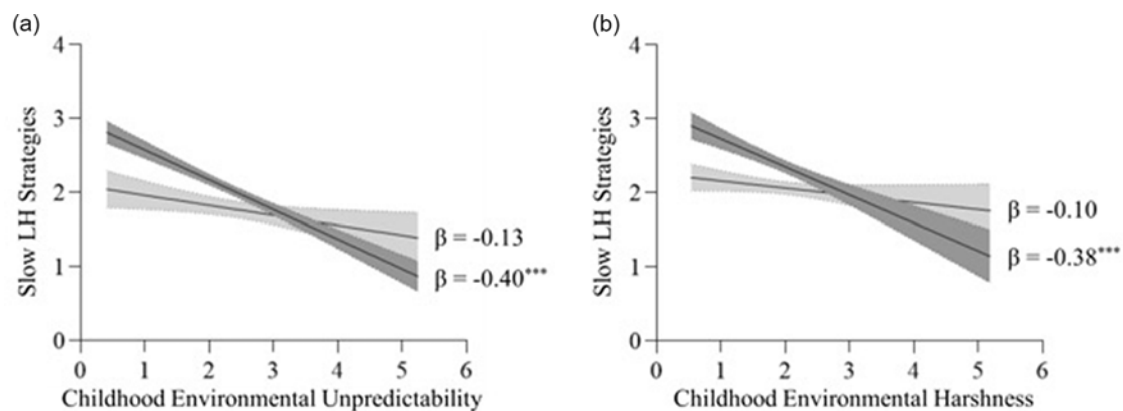 (a)
Slow LH Strategies
4
3
2
1
0
β = -0.13
β = -0.40***
0 1 2 3 4 5 6
Childhood Environmental Unpredictability
(b)
Slow LH Strategies
4
3
2
1
0
β = -0.10
β = -0.38***
0 1 2 3 4 5 6
Childhood Environmental Harshness